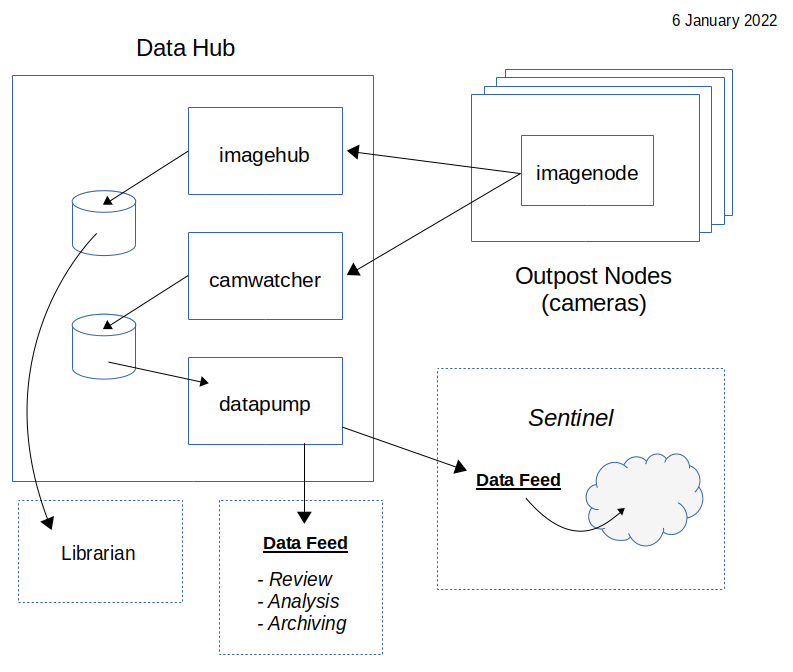 6 January 2022
Data Hub
imagehub
imagenode
camwatcher
Outpost Nodes
(cameras)
datapump
Sentinel
Data Feed
Librarian
Data Feed
- Review
- Analysis
- Archiving